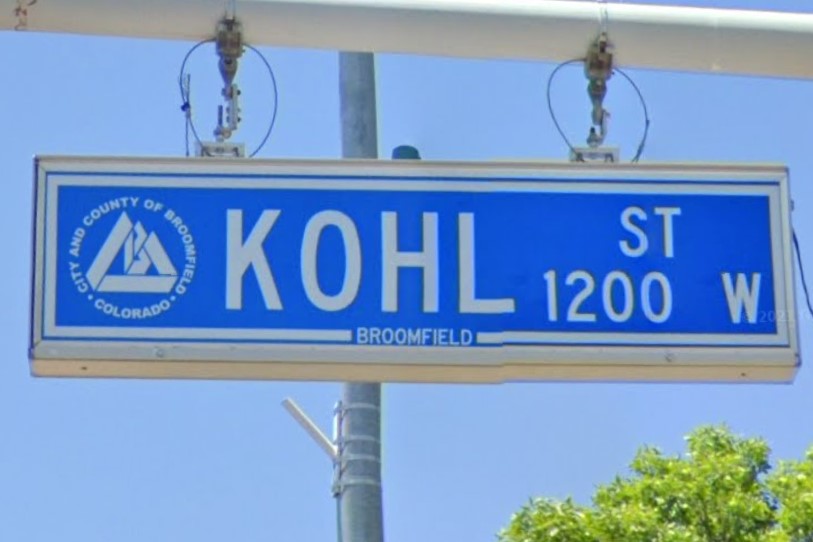 CITY AND COUNTY OF BROOMFIELD
• COLORADO •
KOHL ST
1200 W
BROOMFIELD